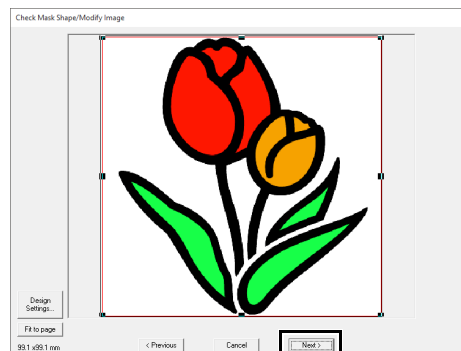 Check Mask Shape/Modify Image
Design
Settings...
Fit to page
99.1 x99.1 mm
< Previous
Cancel
Next >